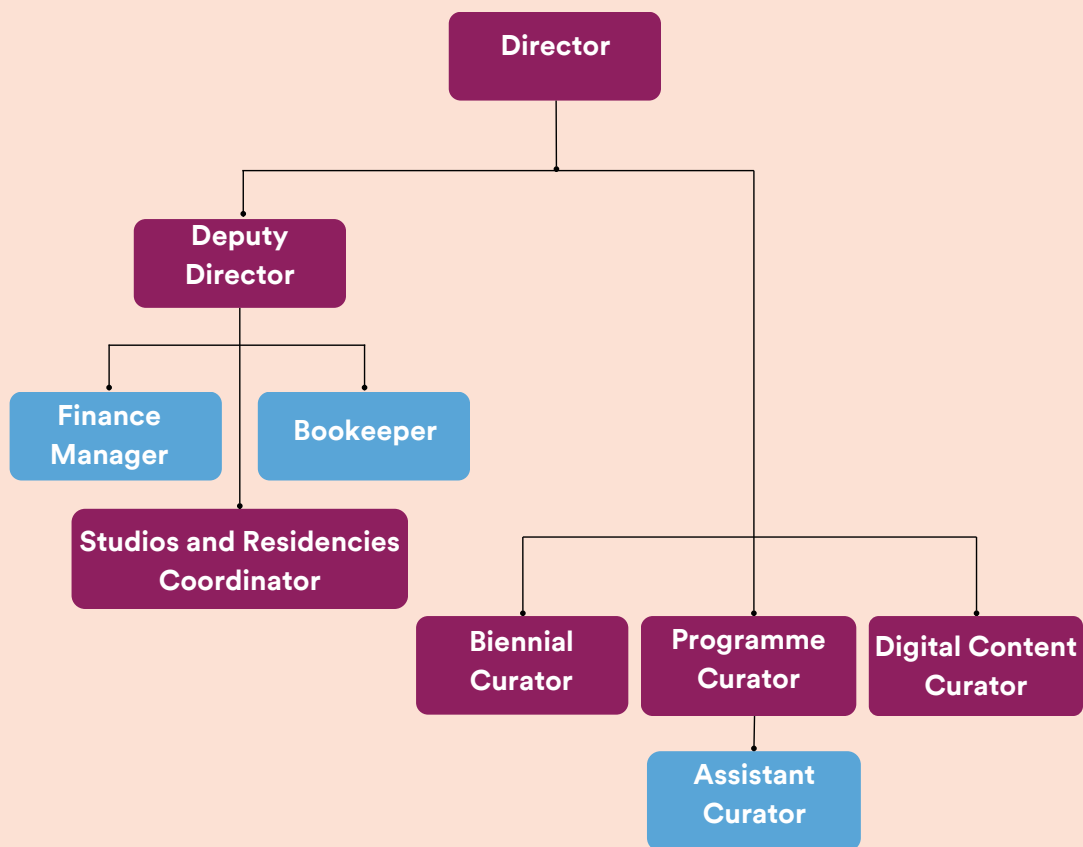 Director
Deputy
Director
Finance
Manager
Bookeeper
Studios and Residencies
Coordinator
Biennial
Curator
Programme
Curator
Digital Content
Curator
Assistant
Curator